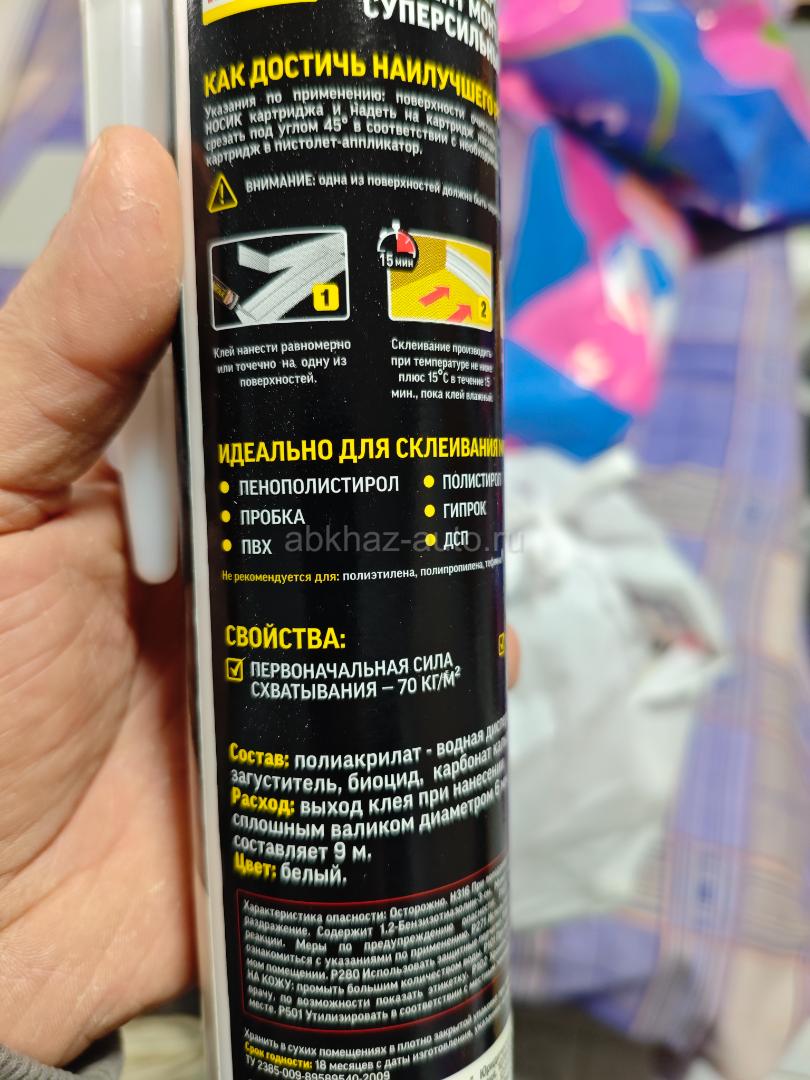 СУПЕРСИЛЬНЫ
КАК ДОСТИЧЬ НАИЛУЧШЕГО
Указания по применению: поверхности
НОСИК картриджа и надеть на картридж
срезать под углом 45° в соответствии с
картридж в пистолет-аппликатор.
ВНИМАНИЕ: одна из поверхностей должна быть
15 мин
1
2
Клей нанести равномерно
или точечно на одну из
поверхностей.
Склеивание производить
при температуре не ниже
плюс 15°С в течение 15
мин., пока клей влажный
ИДЕАЛЬНО ДЛЯ СКЛЕИВАНИЯ
ПЕНОПОЛИСТИРОЛ
ПРОБКА
ПВХ
ПОЛИСТИРОЛ
ГИПРОК
ДСП
abkhaz-auto.ru
Не рекомендуется для: полиэтилена, полипропилена,
СВОЙСТВА:
ПЕРВОНАЧАЛЬНАЯ СИЛА
СХВАТЫВАНИЯ – 70 КГ/М²
Состав: полиакрилат - водная
загуститель, биоцид, карбонат
Расход: выход клея при нанесении
сплошным валиком диаметром 6
составляет 9 м.
Цвет: белый.
Характеристика опасности: Осторожно. H316 При
раздражение. Содержит 1,2-Бензизотиазолин-3
реакции. Меры по предупреждению
ознакомиться с указаниями по применению.
мом помещении. P280 Использовать защитные
НА КОЖУ: промыть большим количеством воды
врачу, по возможности показать этикетку.
месте. P501 Утилизировать в соответствии с
Хранить в сухих помещениях в плотно закрытой
Срок годности: 18 месяцев с даты изготовления,
ТУ 2385-009-89589540-2009